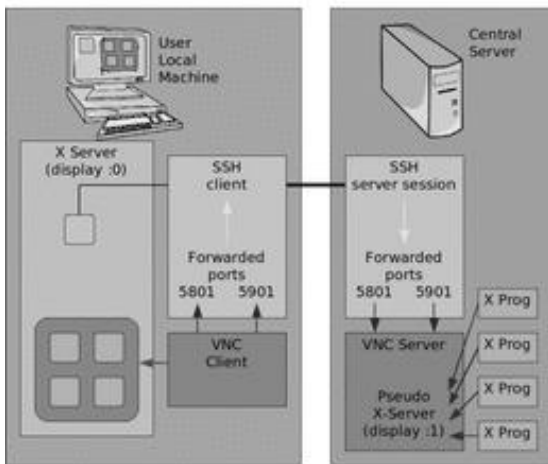 User
Local
Machine
Central
Server
X Server
(display :0)
SSH
client
Forwarded
ports
5801 5901
VNC
Client
SSH
server session
Forwarded
ports
5801 5901
VNC Server
Pseudo
X-Server
(display :1)
X Prog
X Prog
X Prog
X Prog